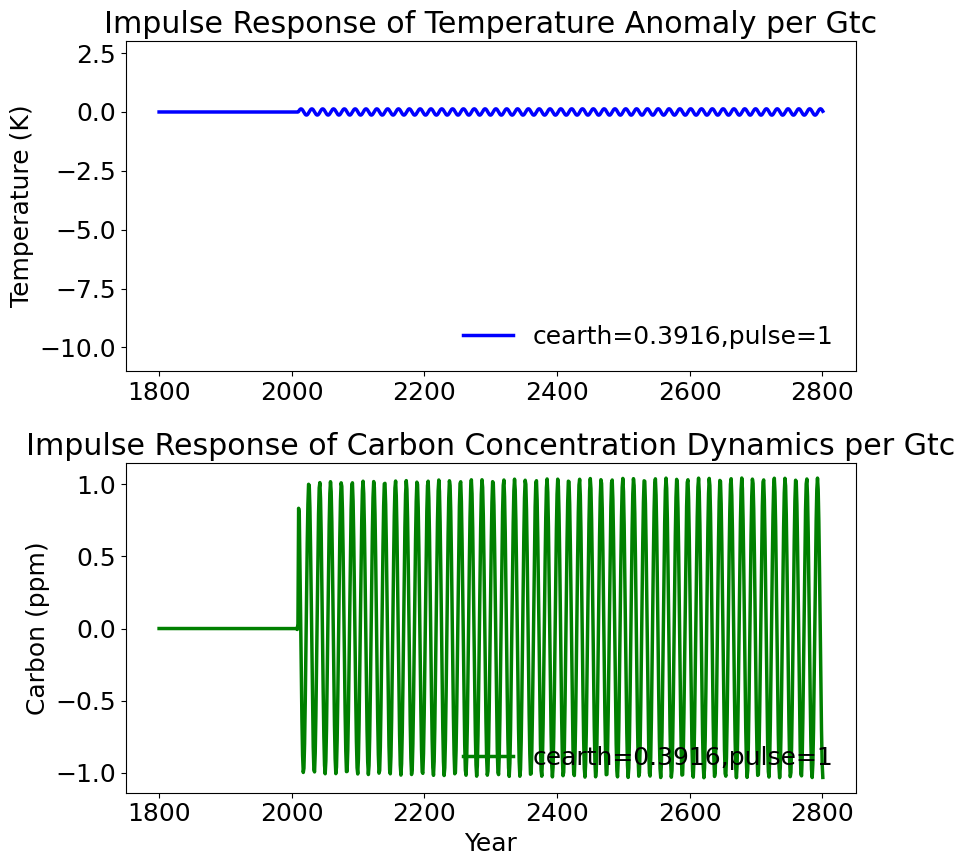 Impulse Response of Temperature Anomaly per Gtc
2.5
0.0
−2.5
−5.0
−7.5
−10.0
Temperature (K)
cearth=0.3916,pulse=1
1800 2000 2200 2400 2600 2800
Impulse Response of Carbon Concentration Dynamics per Gtc
1.0
0.5
0.0
−0.5
−1.0
Carbon (ppm)
cearth=0.3916,pulse=1
1800 2000 2200 2400 2600 2800
Year